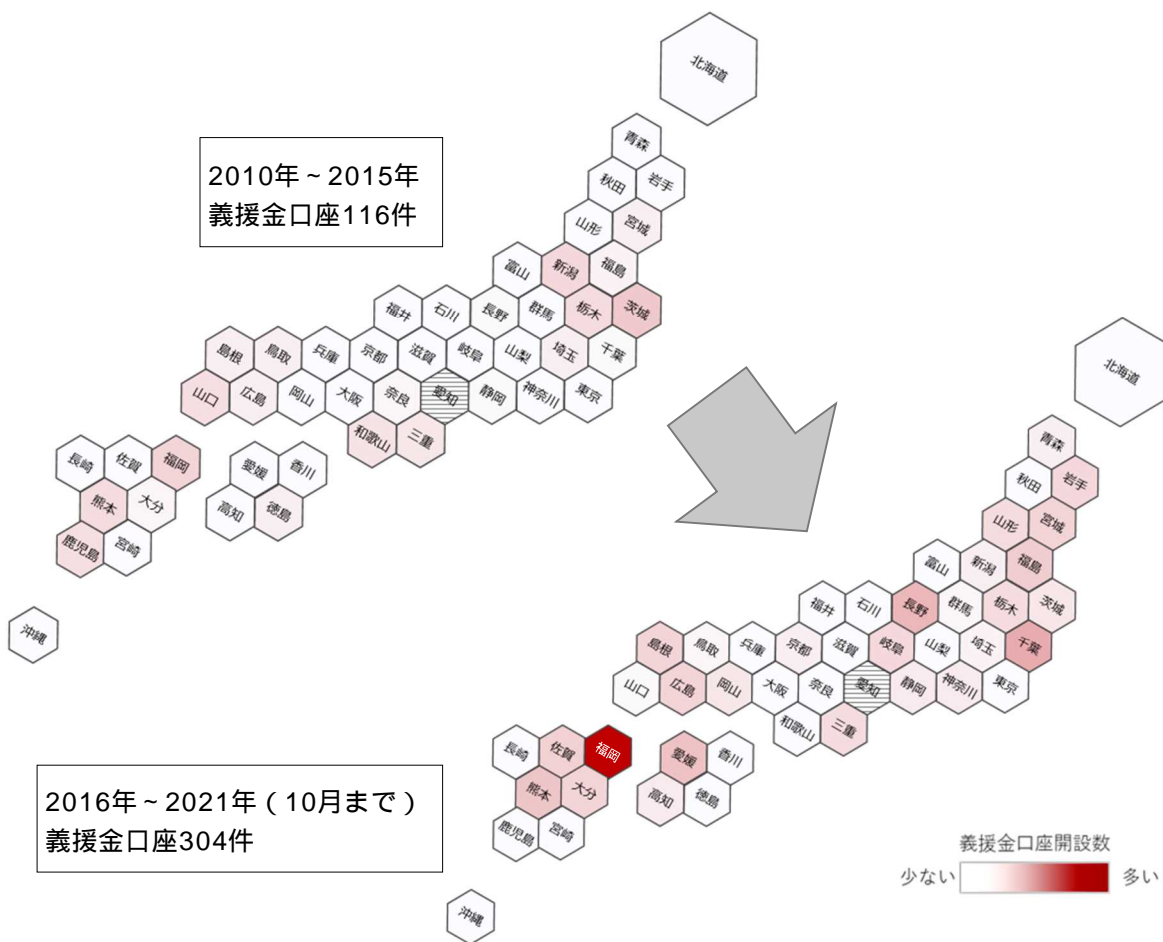 北海道
青森
2010年~2015年
義援金口座116件
秋田 岩手
山形 宮城
富山 新潟 福島
福井 石川 長野 群馬 栃木 茨城
島根 鳥取 兵庫 京都 滋賀 岐阜 山梨 埼玉 千葉
山口 広島 岡山 大阪 奈良 愛知 静岡 神奈川 東京
和歌山 三重
長崎 佐賀 福岡 愛媛 香川
熊本 大分 高知 徳島
鹿児島 宮崎
沖縄
北海道
青森
秋田 岩手
山形 宮城
富山 新潟 福島
福井 石川 長野 群馬 栃木 茨城
島根 鳥取 兵庫 京都 滋賀 岐阜 山梨 埼玉 千葉
山口 広島 岡山 大阪 奈良 愛知 静岡 神奈川 東京
和歌山 三重
長崎 佐賀 福岡 愛媛 香川
熊本 大分 高知 徳島
鹿児島 宮崎
沖縄
2016年~2021年(10月まで)
義援金口座304件
義援金口座開設数
少ない 多い